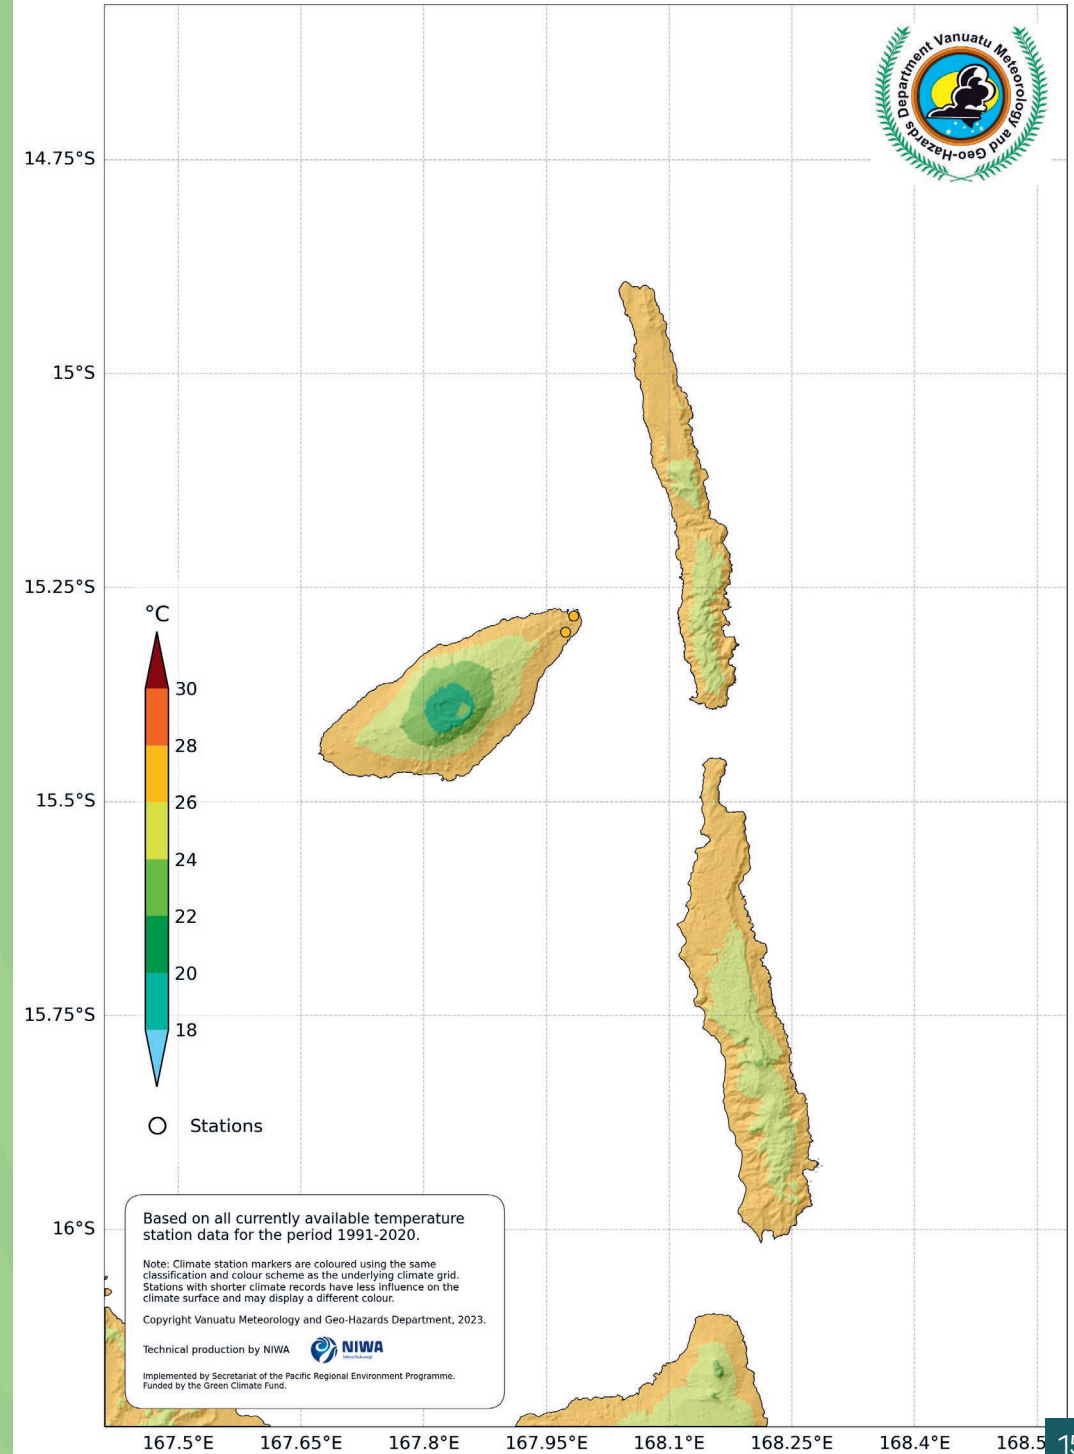 Vanuatu Meteorology and Geo-Hazards Department
14.75°S
15°S
15.25°S
°C
30
28
15.5°S
26
24
22
20
15.75°S
18
Stations
16°S
Based on all currently available temperature
station data for the period 1991-2020.
Note: Climate station markers are coloured using the same
classification and colour scheme as the underlying climate grid.
Stations with shorter climate records have less influence on the
climate surface and may display a different colour.
Copyright Vanuatu Meteorology and Geo-Hazards Department, 2023.
Technical production by NIWA
NIWA
Implemented by Secretariat of the Pacific Regional Environment Programme.
Funded by the Green Climate Fund.
167.5°E 167.65°E 167.8°E 167.95°E 168.1°E 168.25°E 168.4°E 168.5